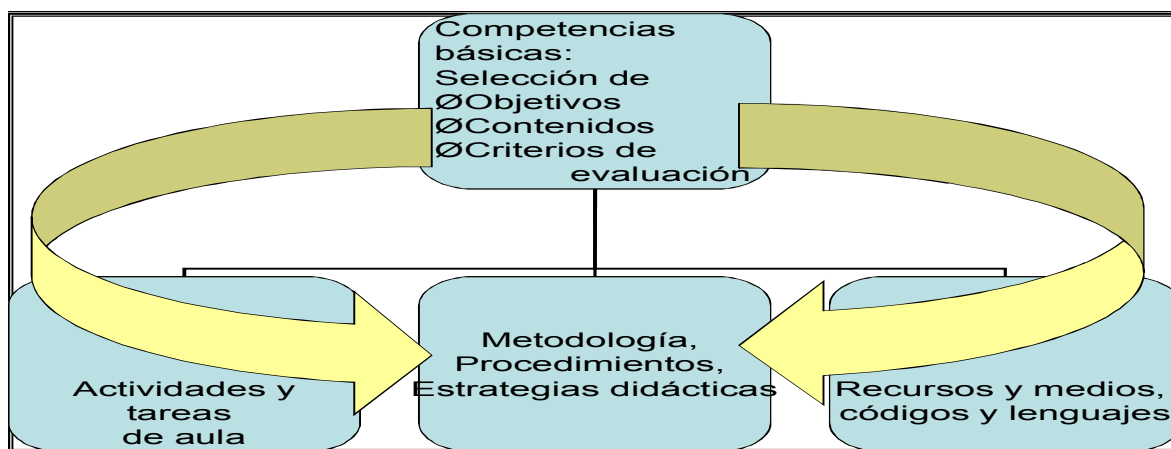 Competencias
básicas:
Selección de
ØObjetivos
ØContenidos
ØCriterios de
evaluación
Actividades y
tareas
de aula
Metodología,
Procedimientos,
Estrategias didácticas
Recursos y medios,
códigos y lenguajes